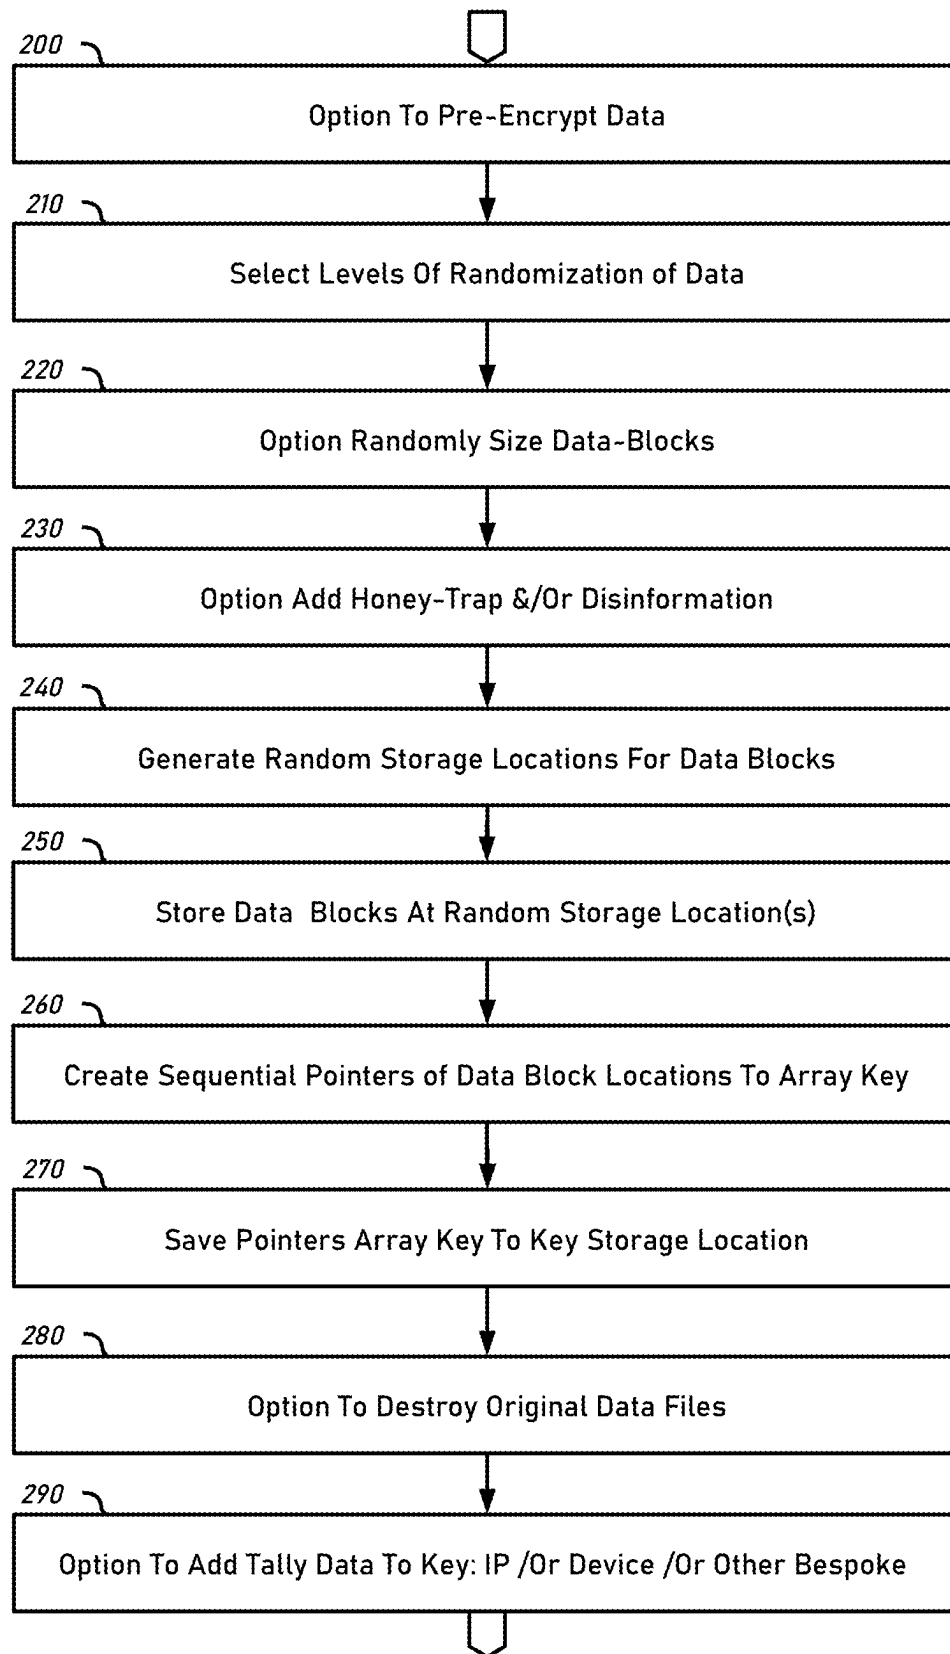 200
Option To Pre-Encrypt Data
210
Select Levels Of Randomization of Data
220
Option Randomly Size Data-Blocks
230
Option Add Honey-Trap &/Or Disinformation
240
Generate Random Storage Locations For Data Blocks
250
Store Data Blocks At Random Storage Location(s)
260
Create Sequential Pointers of Data Block Locations To Array Key
270
Save Pointers Array Key To Key Storage Location
280
Option To Destroy Original Data Files
290
Option To Add Tally Data To Key: IP /Or Device /Or Other Bespoke